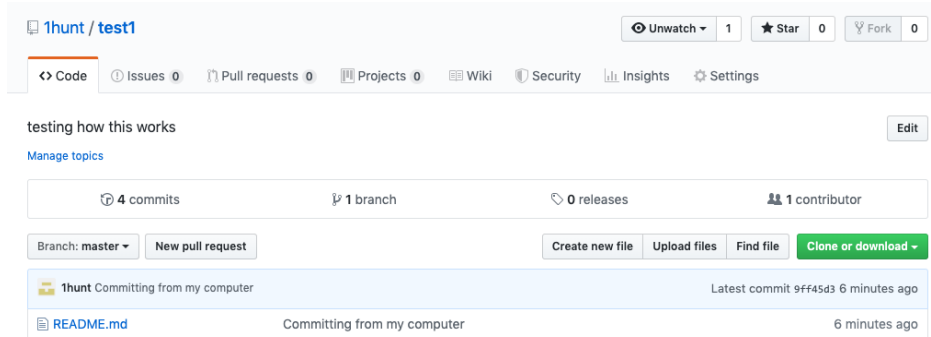 1hunt / test1 Unwatch 1 Star 0 Fork 0
Code Issues 0 Pull requests 0 Projects 0 Wiki Security Insights Settings
testing how this works Edit
Manage topics
4 commits 1 branch 0 releases 1 contributor
Branch: master New pull request Create new file Upload files Find file Clone or download
1hunt Committing from my computer Latest commit 9ff45d3 6 minutes ago
README.md Committing from my computer 6 minutes ago